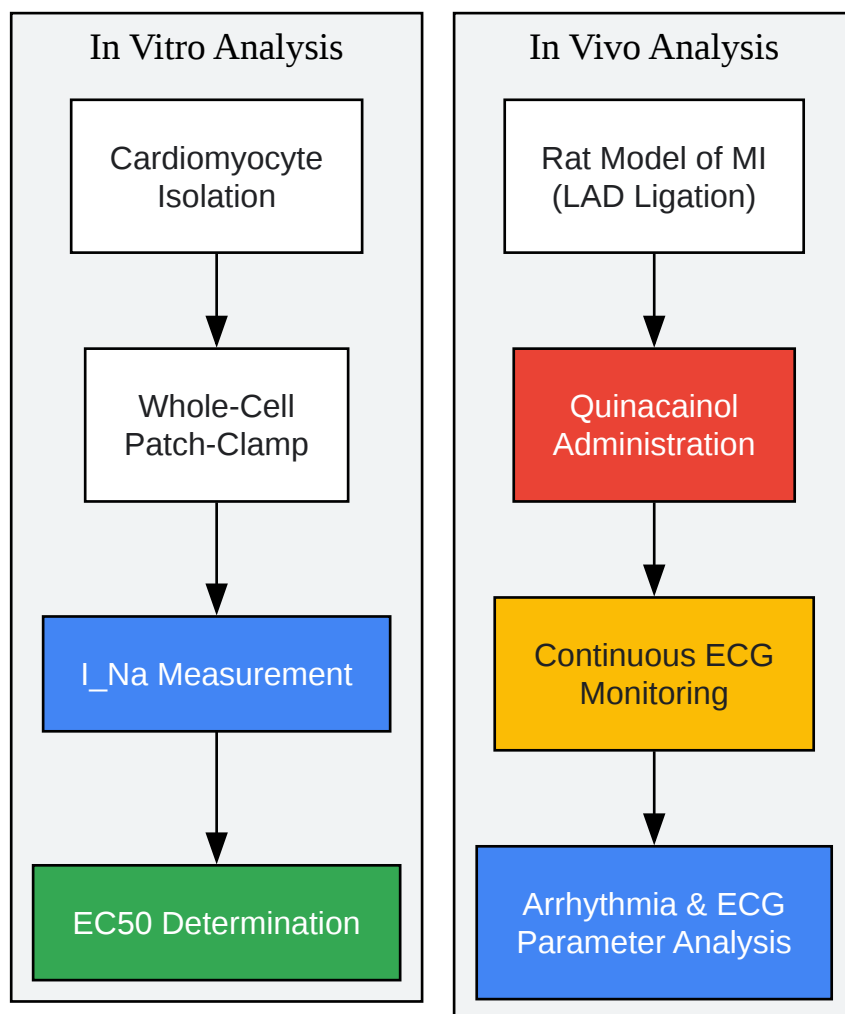 In Vitro Analysis
Cardiomyocyte
Isolation
Whole-Cell
Patch-Clamp
I_Na Measurement
EC50 Determination
In Vivo Analysis
Rat Model of MI
(LAD Ligation)
Quinacainol
Administration
Continuous ECG
Monitoring
Arrhythmia & ECG
Parameter Analysis